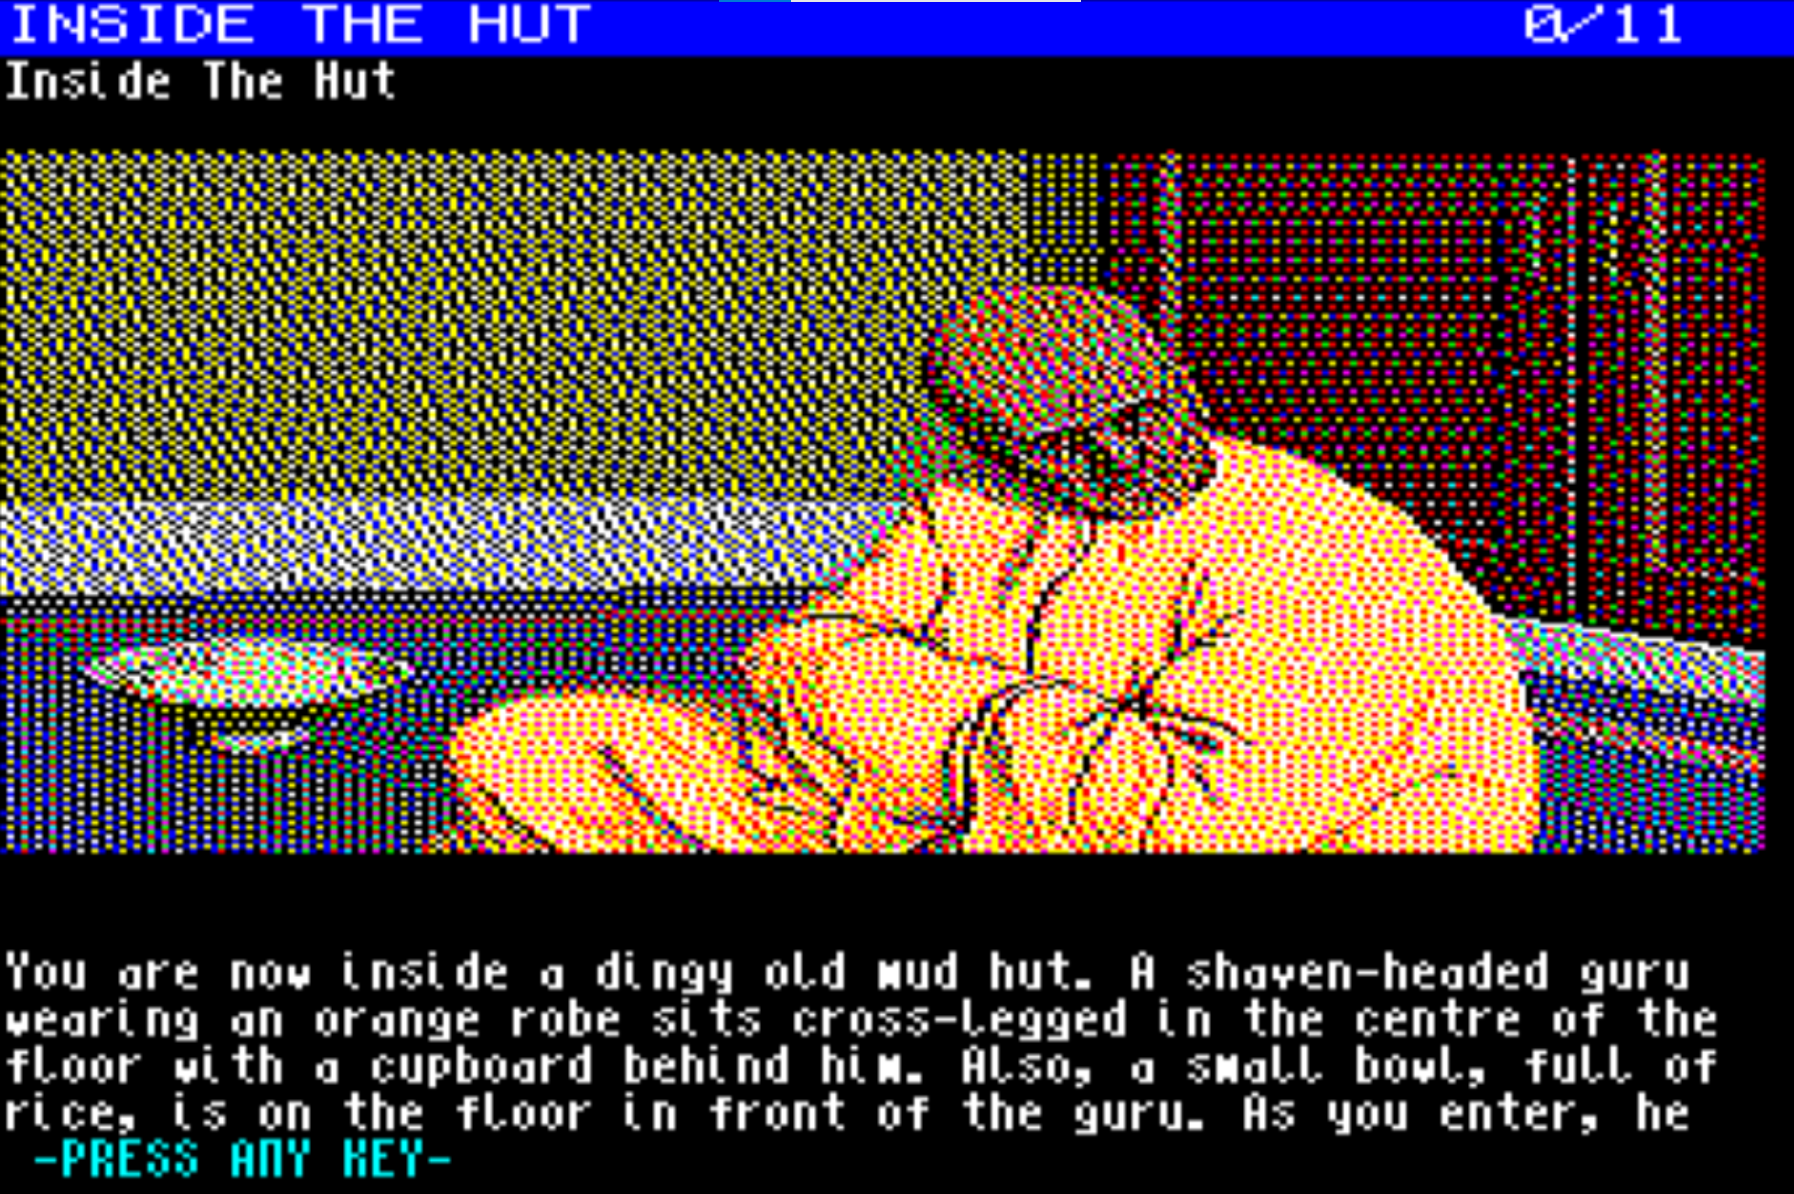 INSIDE THE HUT 0/11
Inside The Hut
You are now inside a dingy old mud hut. A shaven-headed guru
wearing an orange robe sits cross-legged in the centre of the
floor with a cupboard behind him. Also, a small bowl, full of
rice, is on the floor in front of the guru. As you enter, he
-PRESS ANY KEY-